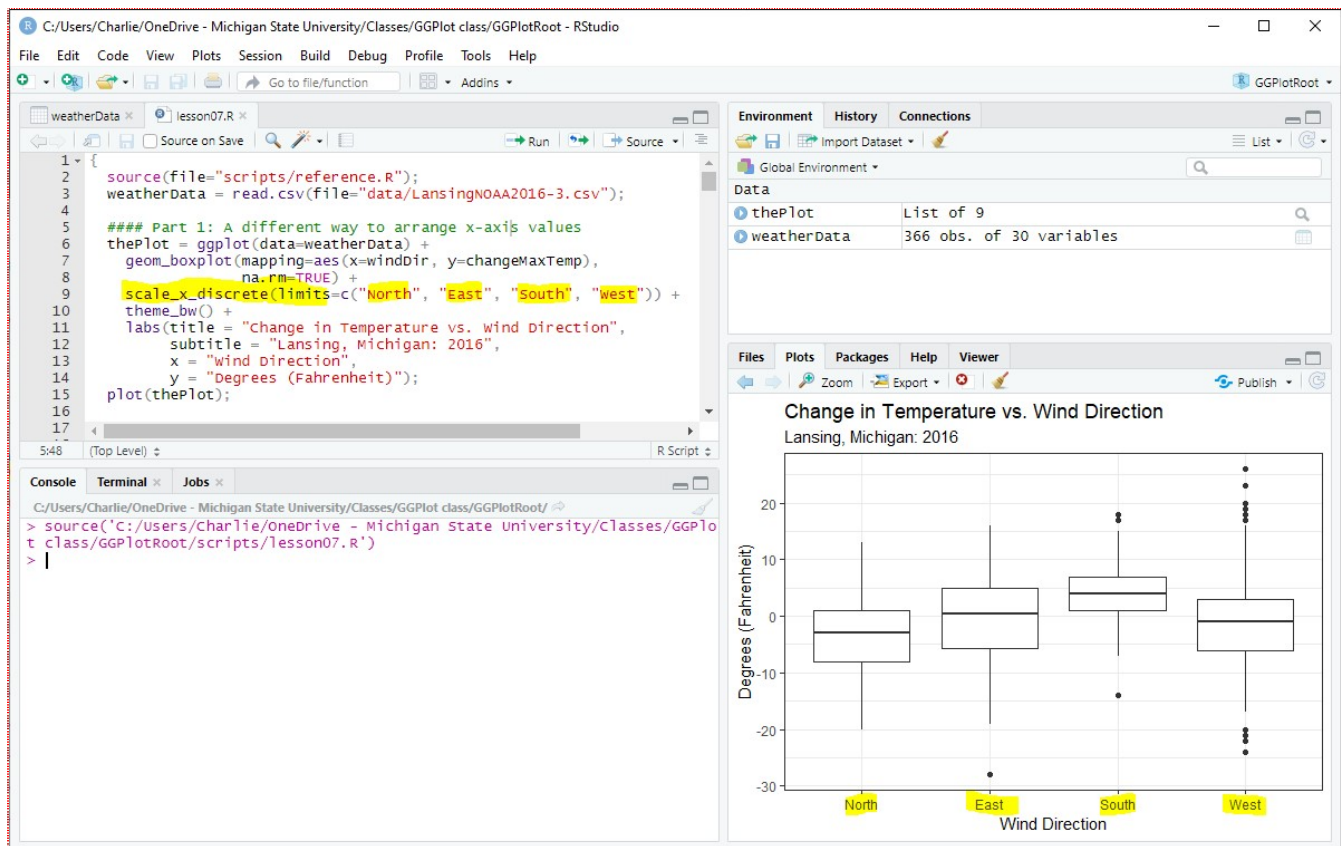 C:/Users/Charlie/OneDrive - Michigan State University/Classes/GGPlot class/GGPlotRoot - RStudio
File Edit Code View Plots Session Build Debug Profile Tools Help
Go to file/function Addins GGPlotRoot
weatherData lesson07.R
Source on Save Run Source
1 {
2 source(file="scripts/reference.R");
3 weatherData = read.csv(file="data/LansingNOAA2016-3.csv");
4
5 #### Part 1: A different way to arrange x-axis values
6 thePlot = ggplot(data=weatherData) +
7 geom_boxplot(mapping=aes(x=windDir, y=changeMaxTemp),
8 na.rm=TRUE) +
9 scale_x_discrete(limits=c("North", "East", "South", "West")) +
10 theme_bw() +
11 labs(title = "Change in Temperature vs. Wind Direction",
12 subtitle = "Lansing, Michigan: 2016",
13 x = "Wind Direction",
14 y = "Degrees (Fahrenheit)");
15 plot(thePlot);
16
17
5:48 (Top Level) R Script
Console Terminal Jobs
C:/Users/Charlie/OneDrive - Michigan State University/Classes/GGPlot class/GGPlotRoot/
> source('C:/Users/Charlie/OneDrive - Michigan State University/Classes/GGPlo
t class/GGPlotRoot/scripts/lesson07.R')
>
Environment History Connections
Import Dataset List
Global Environment
Data
thePlot List of 9
weatherData 366 obs. of 30 variables
Files Plots Packages Help Viewer
Zoom Export Publish
Change in Temperature vs. Wind Direction
Lansing, Michigan: 2016
Degrees (Fahrenheit)
20
10
0
-10
-20
-30
North East South West
Wind Direction